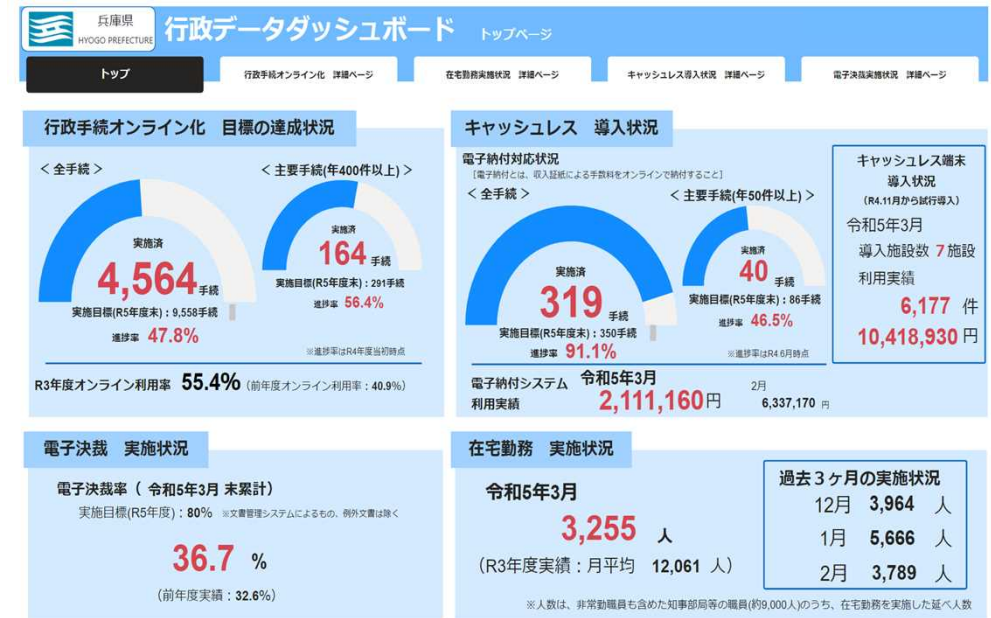 兵庫県
HYOGO PREFECTURE
行政データダッシュボード トップページ
トップ
行政手続オンライン化 詳細ページ
在宅勤務実施状況 詳細ページ
キャッシュレス導入状況 詳細ページ
電子決裁実施状況 詳細ページ
行政手続オンライン化 目標の達成状況
＜全手続＞
実施済
4,564 手続
実施目標(R5年度末)：9,558手続
進捗率 47.8%
＜主要手続(年400件以上)＞
実施済
164 手続
実施目標(R5年度末)：291手続
進捗率 56.4%
※進捗率はR4年度当初時点
R3年度オンライン利用率 55.4% (前年度オンライン利用率：40.9%)
キャッシュレス 導入状況
電子納付対応状況
［電子納付とは、収入証紙による手数料をオンラインで納付すること］
＜全手続＞
実施済
319 手続
実施目標(R5年度末)：350手続
進捗率 91.1%
＜主要手続(年50件以上)＞
実施済
40 手続
実施目標(R5年度末)：86手続
進捗率 46.5%
※進捗率はR4.6月時点
電子納付システム
利用実績
令和5年3月
2,111,160円
2月
6,337,170 円
キャッシュレス端末
導入状況
(R4.11月から試行導入)
令和5年3月
導入施設数 7施設
利用実績
6,177 件
10,418,930円
電子決裁 実施状況
電子決裁率（ 令和5年3月 末累計）
実施目標(R5年度)：80% ※文書管理システムによるもの、例外文書は除く
36.7 %
(前年度実績：32.6%)
在宅勤務 実施状況
令和5年3月
3,255 人
(R3年度実績：月平均 12,061 人)
過去３ヶ月の実施状況
12月 3,964 人
1月 5,666 人
2月 3,789 人
※人数は、非常勤職員も含めた知事部局等の職員(約9,000人)のうち、在宅勤務を実施した延べ人数